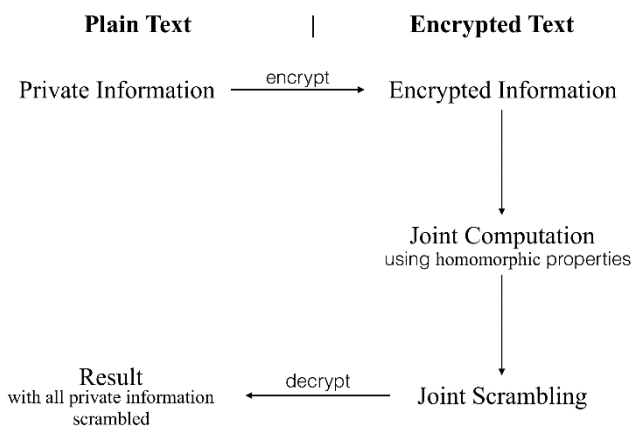 Plain Text | Encrypted Text
Private Information encrypt Encrypted Information
Joint Computation
using homomorphic properties
Result decrypt Joint Scrambling
with all private information
scrambled